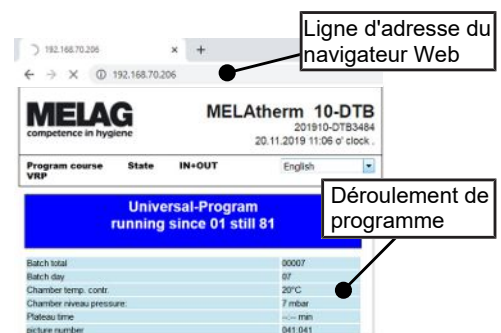 Ligne d'adresse du
navigateur Web
192.168.70.206 × +
192.168.70.206
MELAG
competence in hygiene
MELAtherm 10-DTB
201910-DTB3484
20.11.2019 11:06 o' clock .
Program course State IN+OUT English
VRP
Déroulement de
programme
Universal-Program
running since 01 still 81
Batch total 00007
Batch day 07
Chamber temp. contr. 20°C
Chamber niveau pressure: 7 mbar
Plateau time --:-- min
picture number 041:041